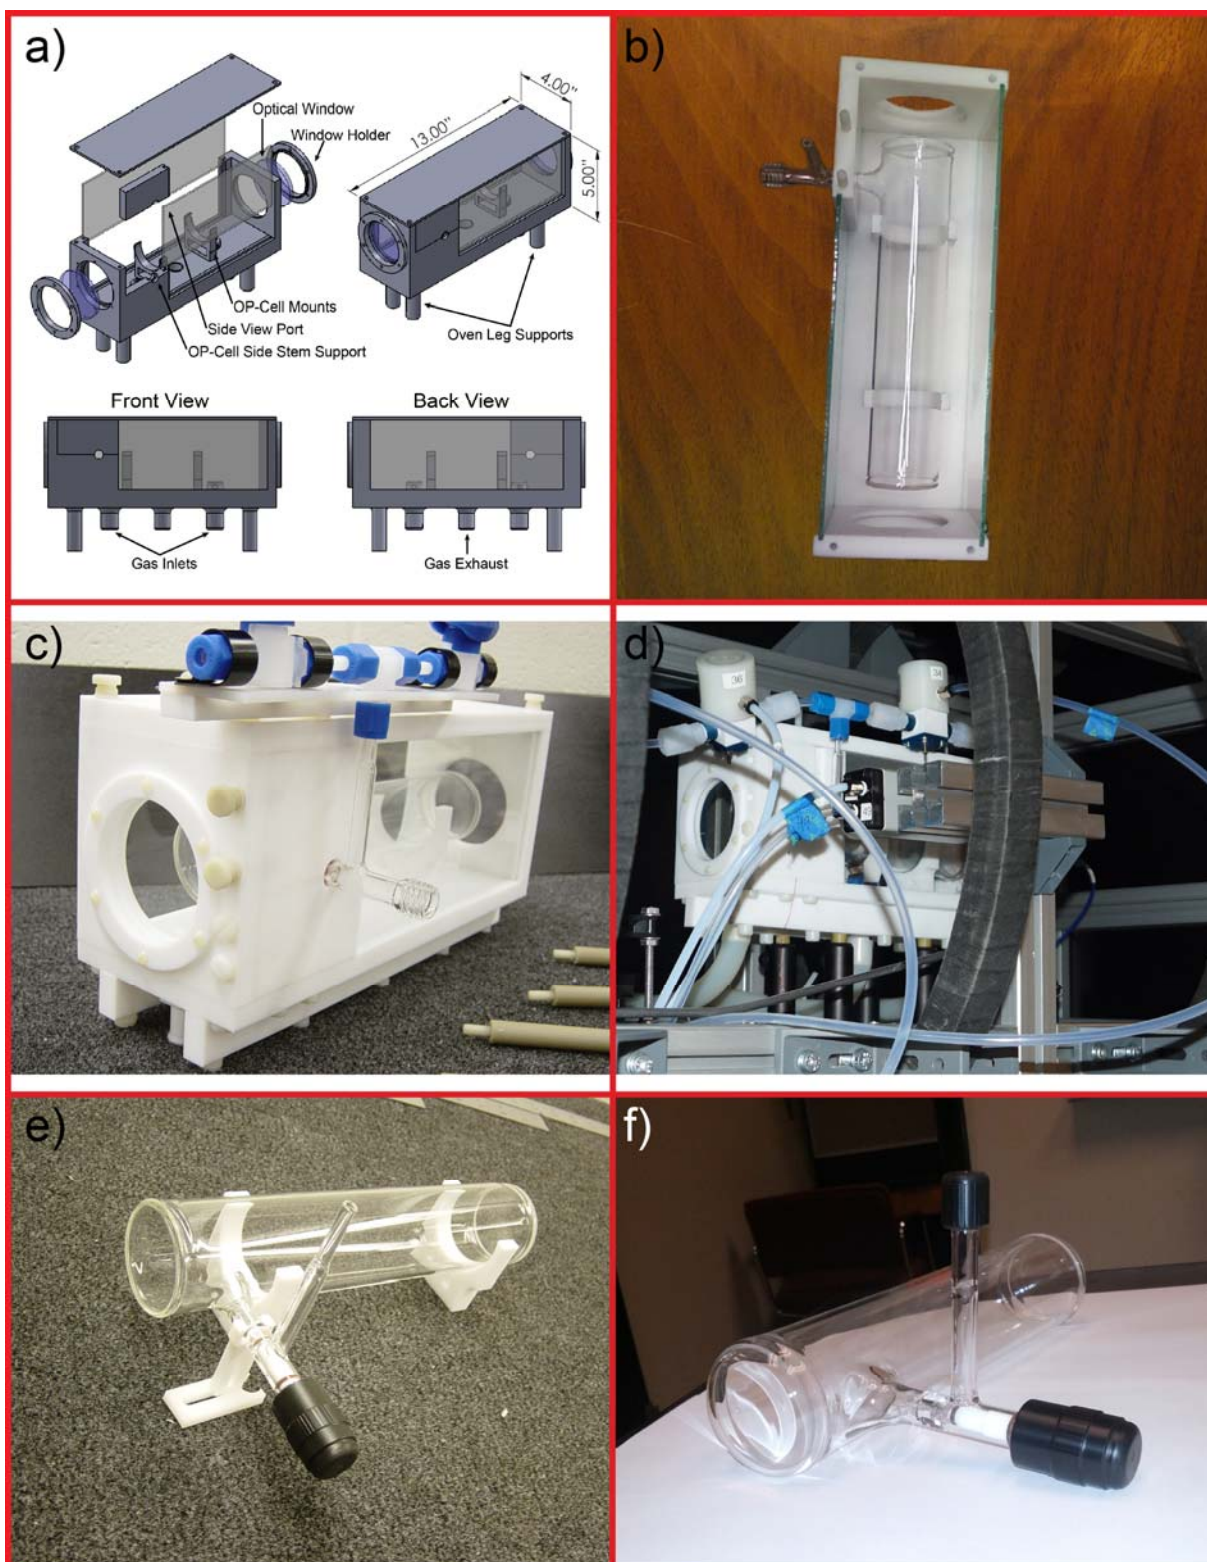 a)
Optical Window
Window Holder
13.00"
4.00"
5.00"
OP-Cell Mounts
Side View Port
OP-Cell Side Stem Support
Oven Leg Supports
Front View
Back View
Gas Inlets
Gas Exhaust
b)
c)
d)
36
e)
f)